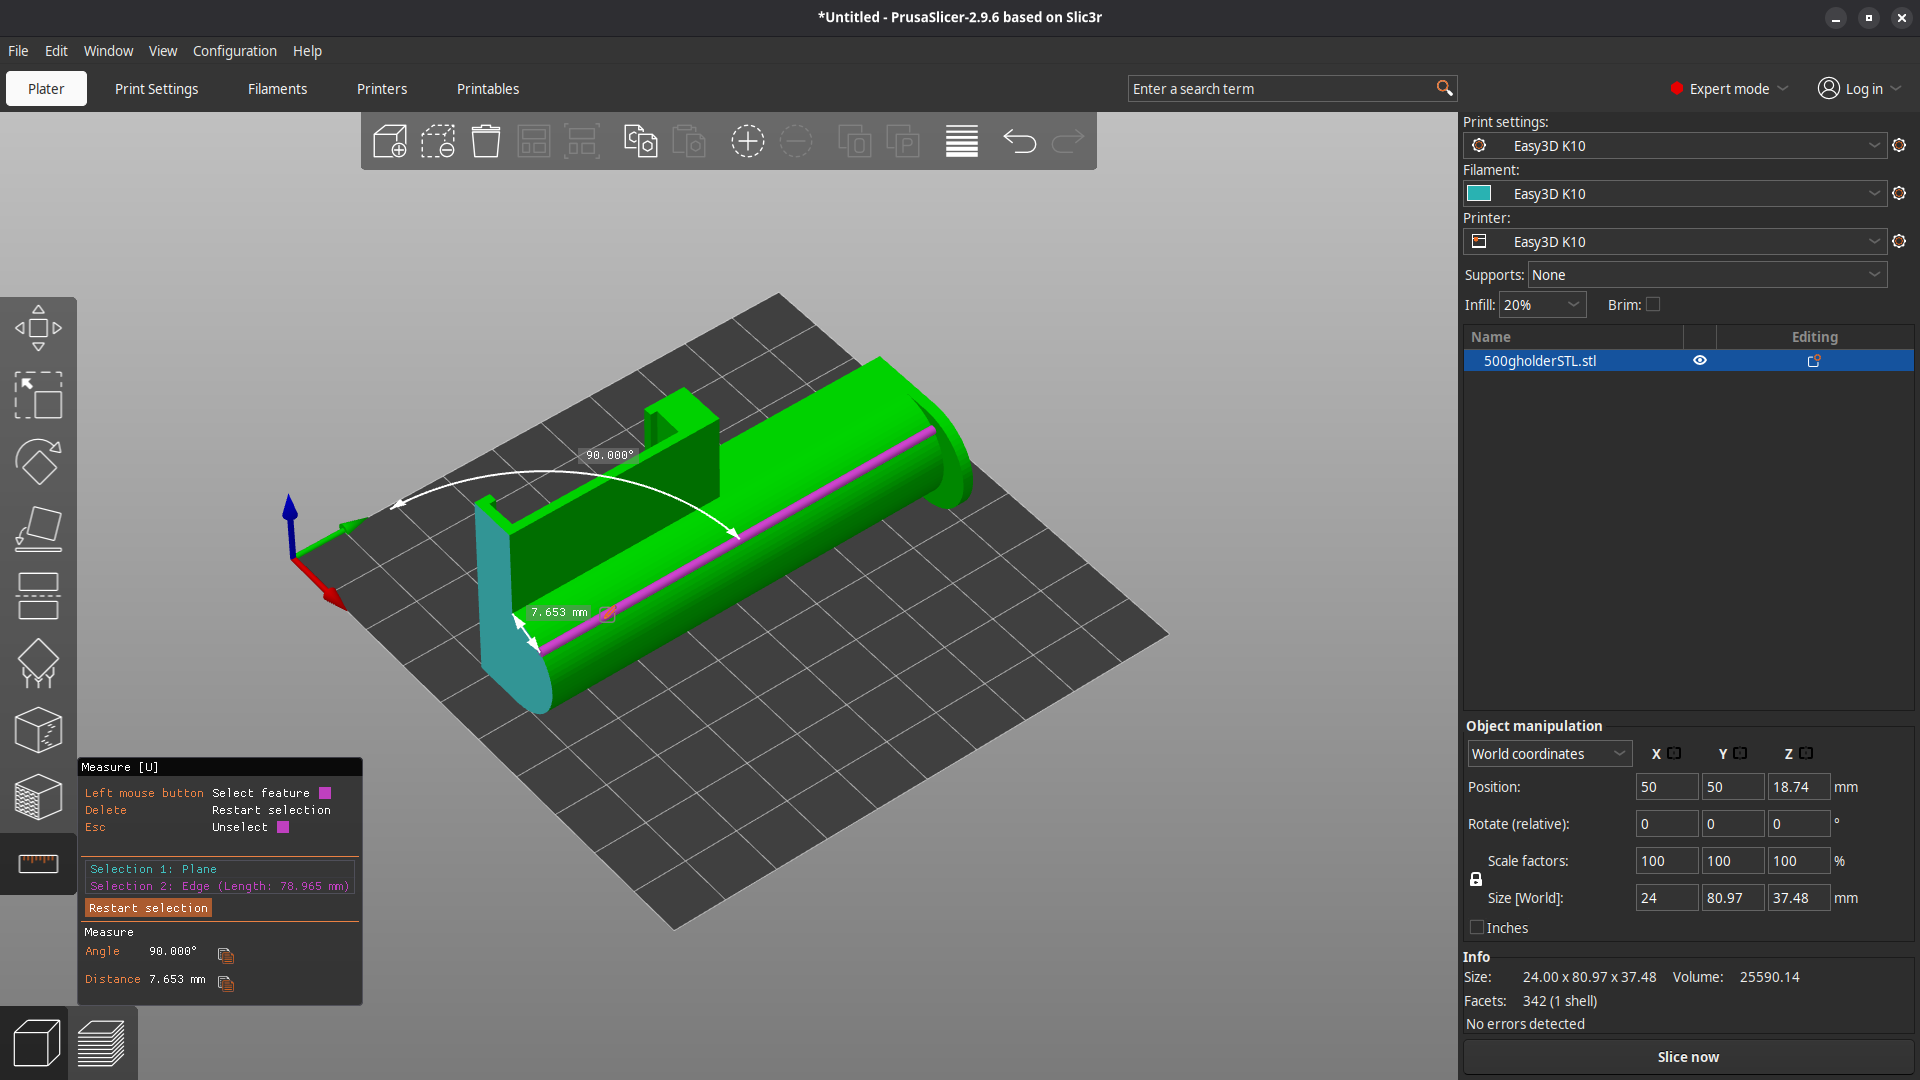 *Untitled - PrusaSlicer-2.9.6 based on Slic3r
File Edit Window View Configuration Help
Plater Print Settings Filaments Printers Printables Enter a search term Expert mode Log in
Print settings:
Easy3D K10
Filament:
Easy3D K10
Printer:
Easy3D K10
Supports: None
Infill: 20% Brim:
Name Editing
500gholderSTL.stl
90.000°
7.653 mm
Measure [U]
Left mouse button Select feature
Delete Restart selection
Esc Unselect
Selection 1: Plane
Selection 2: Edge (Length: 78.965 mm)
Restart selection
Measure
Angle 90.000°
Distance 7.653 mm
Object manipulation
World coordinates X Y Z
Position: 50 50 18.74 mm
Rotate (relative): 0 0 0 °
Scale factors: 100 100 100 %
Size [World]: 24 80.97 37.48 mm
Inches
Info
Size: 24.00 x 80.97 x 37.48 Volume: 25590.14
Facets: 342 (1 shell)
No errors detected
Slice now